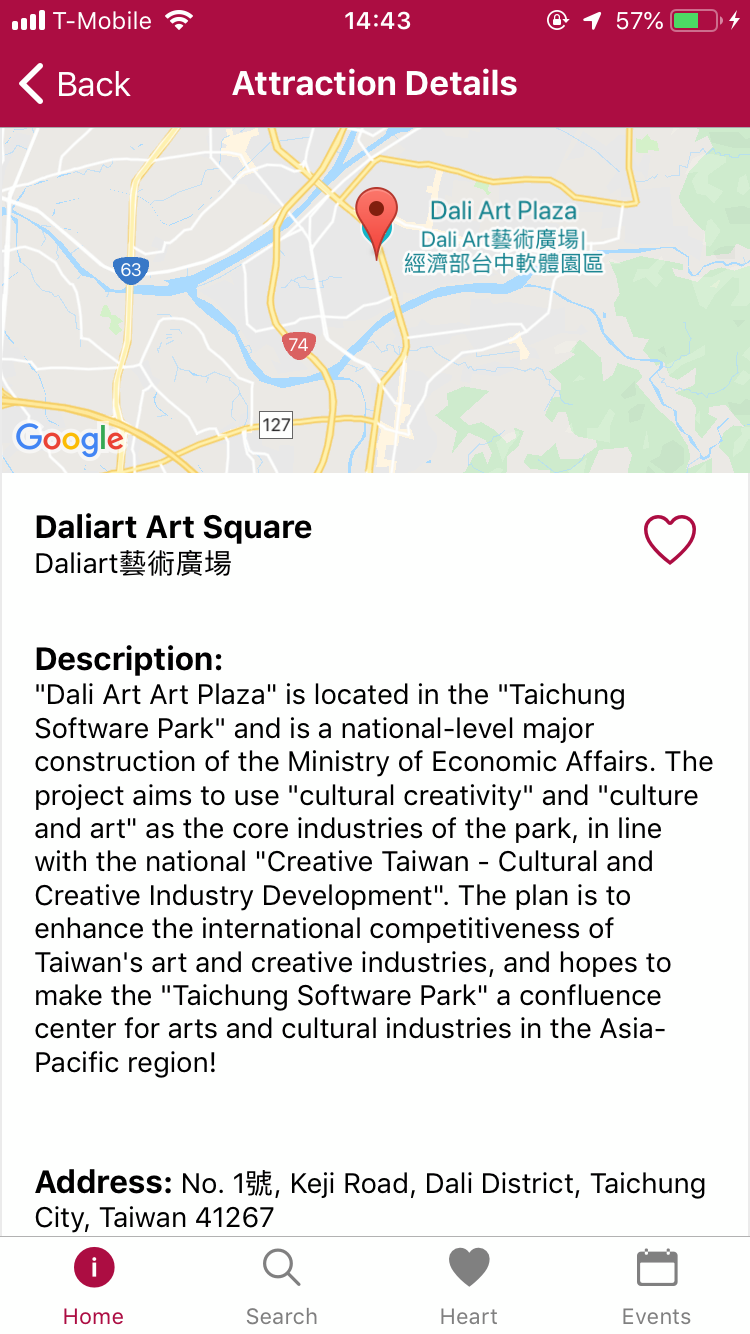 T-Mobile 14:43 57%
Back Attraction Details
Dali Art Plaza
Dali Art藝術廣場|
經濟部台中軟體園區
63
74
127
Google
Daliart Art Square
Daliart藝術廣場
Description:
"Dali Art Art Plaza" is located in the "Taichung
Software Park" and is a national-level major
construction of the Ministry of Economic Affairs. The
project aims to use "cultural creativity" and "culture
and art" as the core industries of the park, in line
with the national "Creative Taiwan - Cultural and
Creative Industry Development". The plan is to
enhance the international competitiveness of
Taiwan's art and creative industries, and hopes to
make the "Taichung Software Park" a confluence
center for arts and cultural industries in the Asia-
Pacific region!
Address: No. 1號, Keji Road, Dali District, Taichung
City, Taiwan 41267
Home Search Heart Events